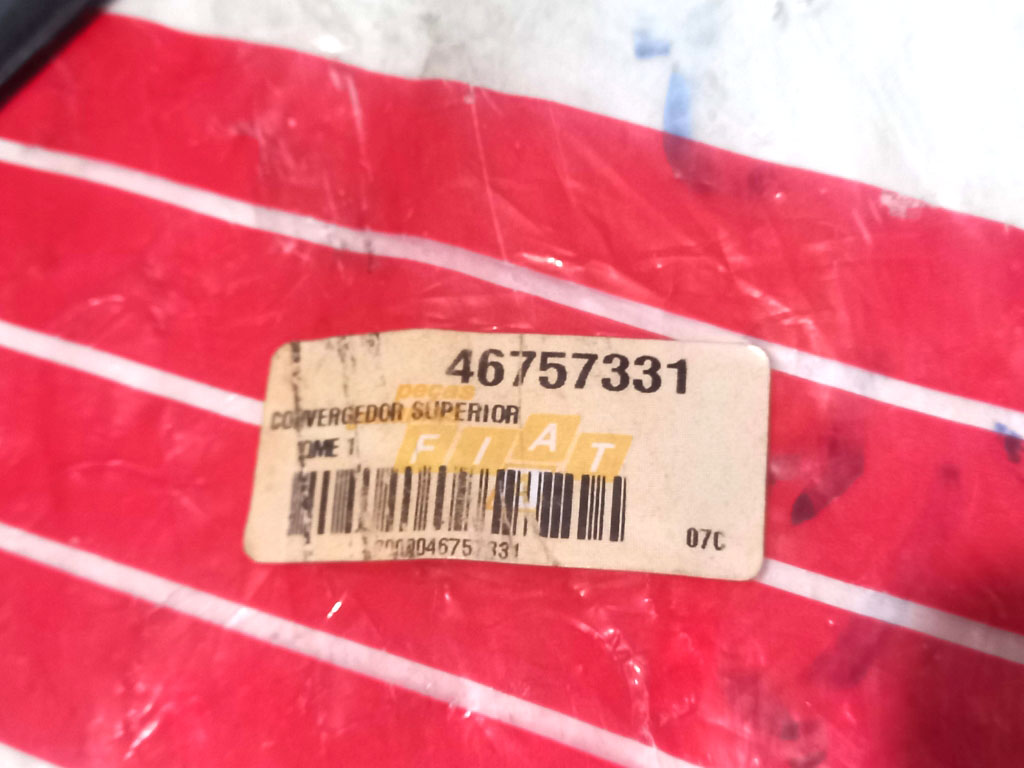 46757331
peças
CONVERGEDOR SUPERIOR
FIAT
07C